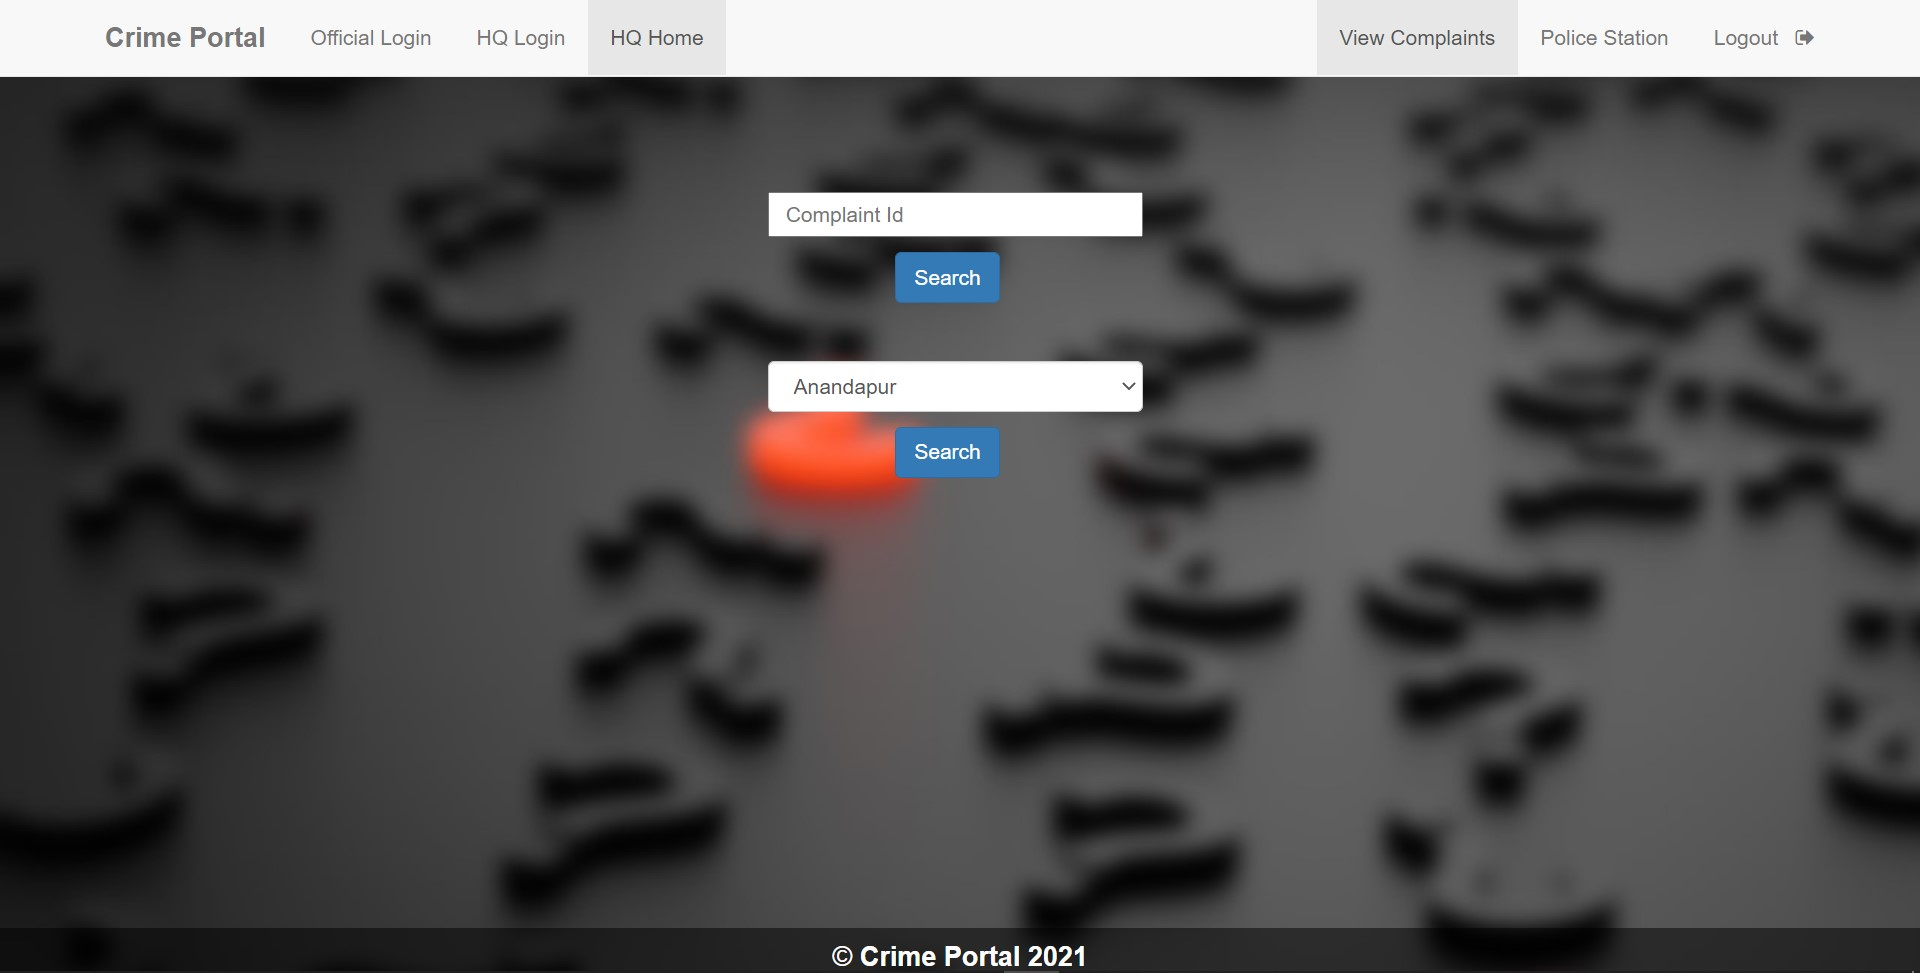 Crime Portal Official Login HQ Login HQ Home View Complaints Police Station Logout
Complaint Id
Search
Anandapur
Search
© Crime Portal 2021